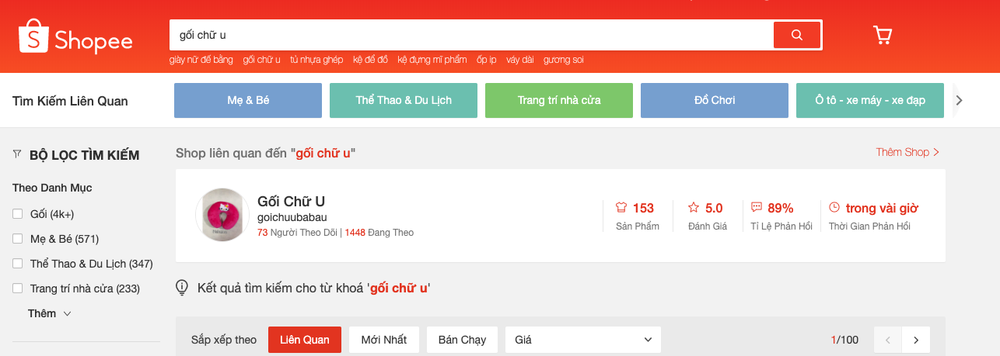 Shopee
gối chữ u
giày nữ đế bằng gối chữ u tủ nhựa ghép kệ để đồ kệ đựng mĩ phẩm ốp ip váy dài gương soi
Tìm Kiếm Liên Quan
Mẹ & Bé
Thể Thao & Du Lịch
Trang trí nhà cửa
Đồ Chơi
Ô tô - xe máy - xe đạp
BỘ LỌC TÌM KIẾM
Theo Danh Mục
Gối (4k+)
Mẹ & Bé (571)
Thể Thao & Du Lịch (347)
Trang trí nhà cửa (233)
Thêm
Shop liên quan đến "gối chữ u"
Thêm Shop
Gối Chữ U
goichuubabau
73 Người Theo Dõi | 1448 Đang Theo
153
Sản Phẩm
5.0
Đánh Giá
89%
Tỉ Lệ Phản Hồi
trong vài giờ
Thời Gian Phản Hồi
Kết quả tìm kiếm cho từ khoá 'gối chữ u'
Sắp xếp theo
Liên Quan
Mới Nhất
Bán Chạy
Giá
1/100